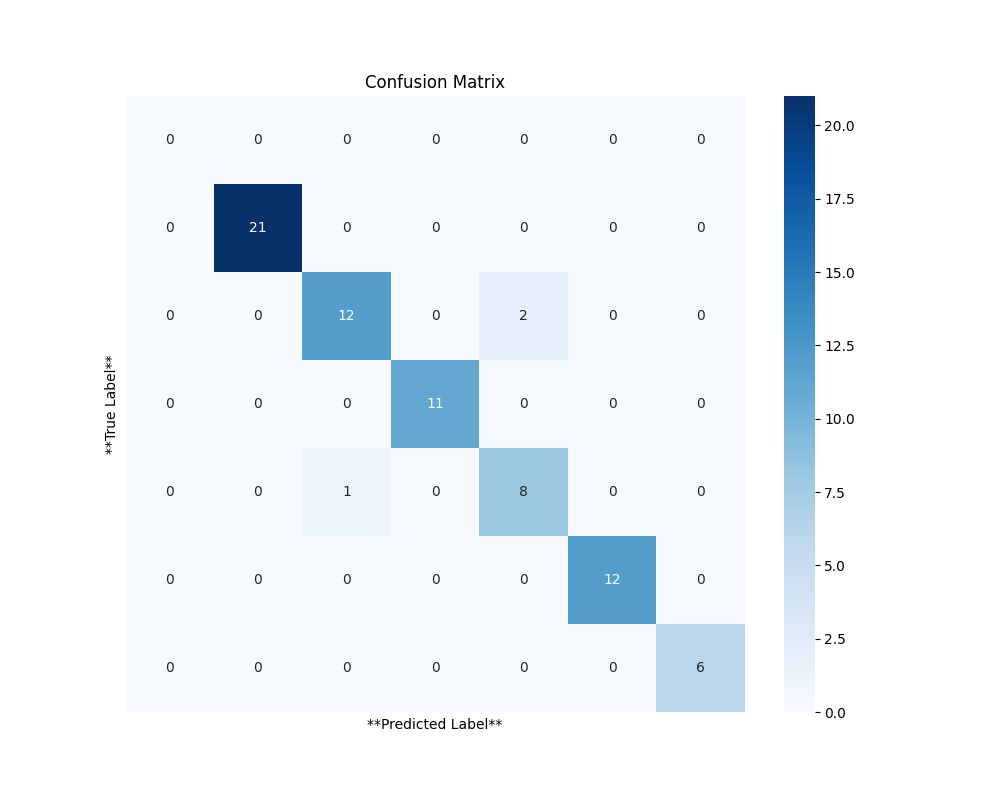 Confusion Matrix
0 0 0 0 0 0 0
0 21 0 0 0 0 0
0 0 12 0 2 0 0
0 0 0 11 0 0 0
0 0 1 0 8 0 0
0 0 0 0 0 12 0
0 0 0 0 0 0 6
**True Label**
**Predicted Label**
20.0
17.5
15.0
12.5
10.0
7.5
5.0
2.5
0.0